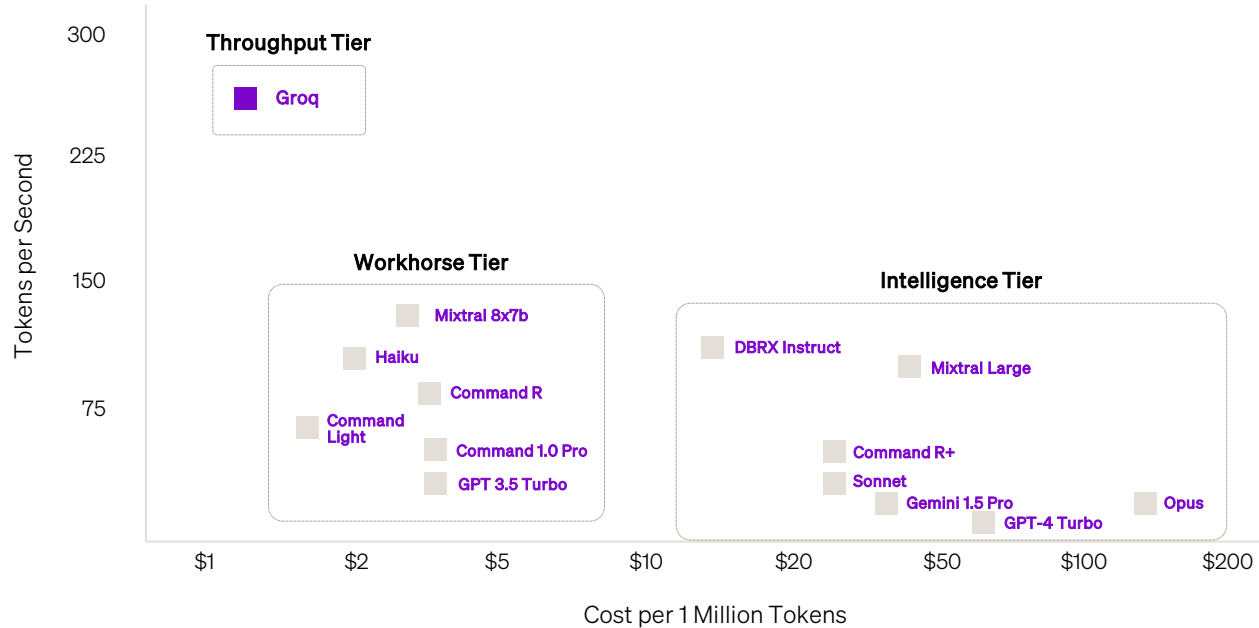 300
Throughput Tier
Groq
225
Tokens per Second
Workhorse Tier
150
Intelligence Tier
Mixtral 8x7b
DBRX Instruct
Haiku
Mixtral Large
Command R
75
Command
Light
Command 1.0 Pro
Command R+
GPT 3.5 Turbo
Sonnet
Gemini 1.5 Pro
Opus
GPT-4 Turbo
$1
$2
$5
$10
$20
$50
$100
$200
Cost per 1 Million Tokens